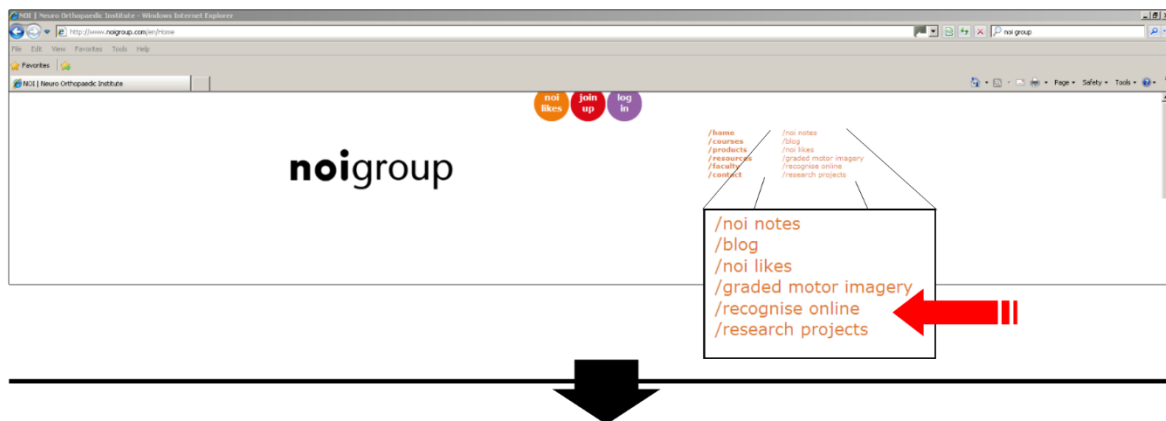 NOI | Neuro Orthopaedic Institute - Windows Internet Explorer
http://www.noigroup.com/en/Home
noi group
File Edit View Favorites Tools Help
Favorites
NOI | Neuro Orthopaedic Institute
Page Safety Tools
noi likes
join up
log in
noigroup
/home
/courses
/products
/resources
/faculty
/contact
/noi notes
/blog
/noi likes
/graded motor imagery
/recognise online
/research projects
/noi notes
/blog
/noi likes
/graded motor imagery
/recognise online
/research projects